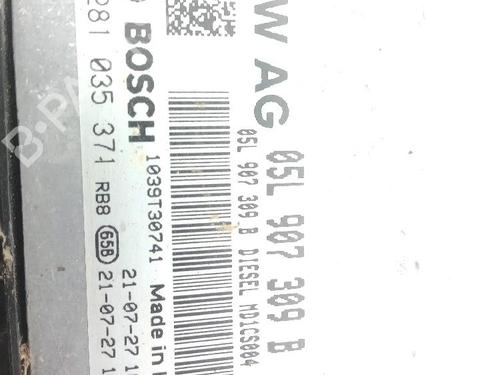 W AG 05L 907 309 B
05L 907 309 B DIESEL MD1CS004
BOSCH 1039T30741 Made in
281 035 371 RB8 65B 21-07-27
21-07-27
B-PA